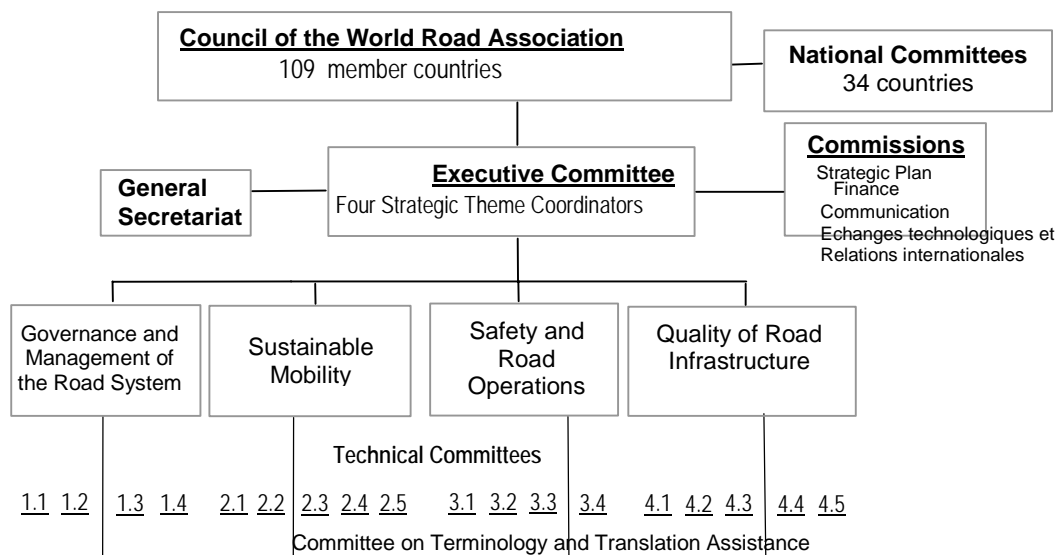 Council of the World Road Association
109 member countries
National Committees
34 countries
General
Secretariat
Executive Committee
Four Strategic Theme Coordinators
Commissions
Strategic Plan
Finance
Communication
Echanges technologiques et
Relations internationales
Governance and
Management of
the Road System
Sustainable
Mobility
Safety and
Road
Operations
Quality of Road
Infrastructure
Technical Committees
1.1 1.2 1.3 1.4 2.1 2.2 2.3 2.4 2.5 3.1 3.2 3.3 3.4 4.1 4.2 4.3 4.4 4.5
Committee on Terminology and Translation Assistance